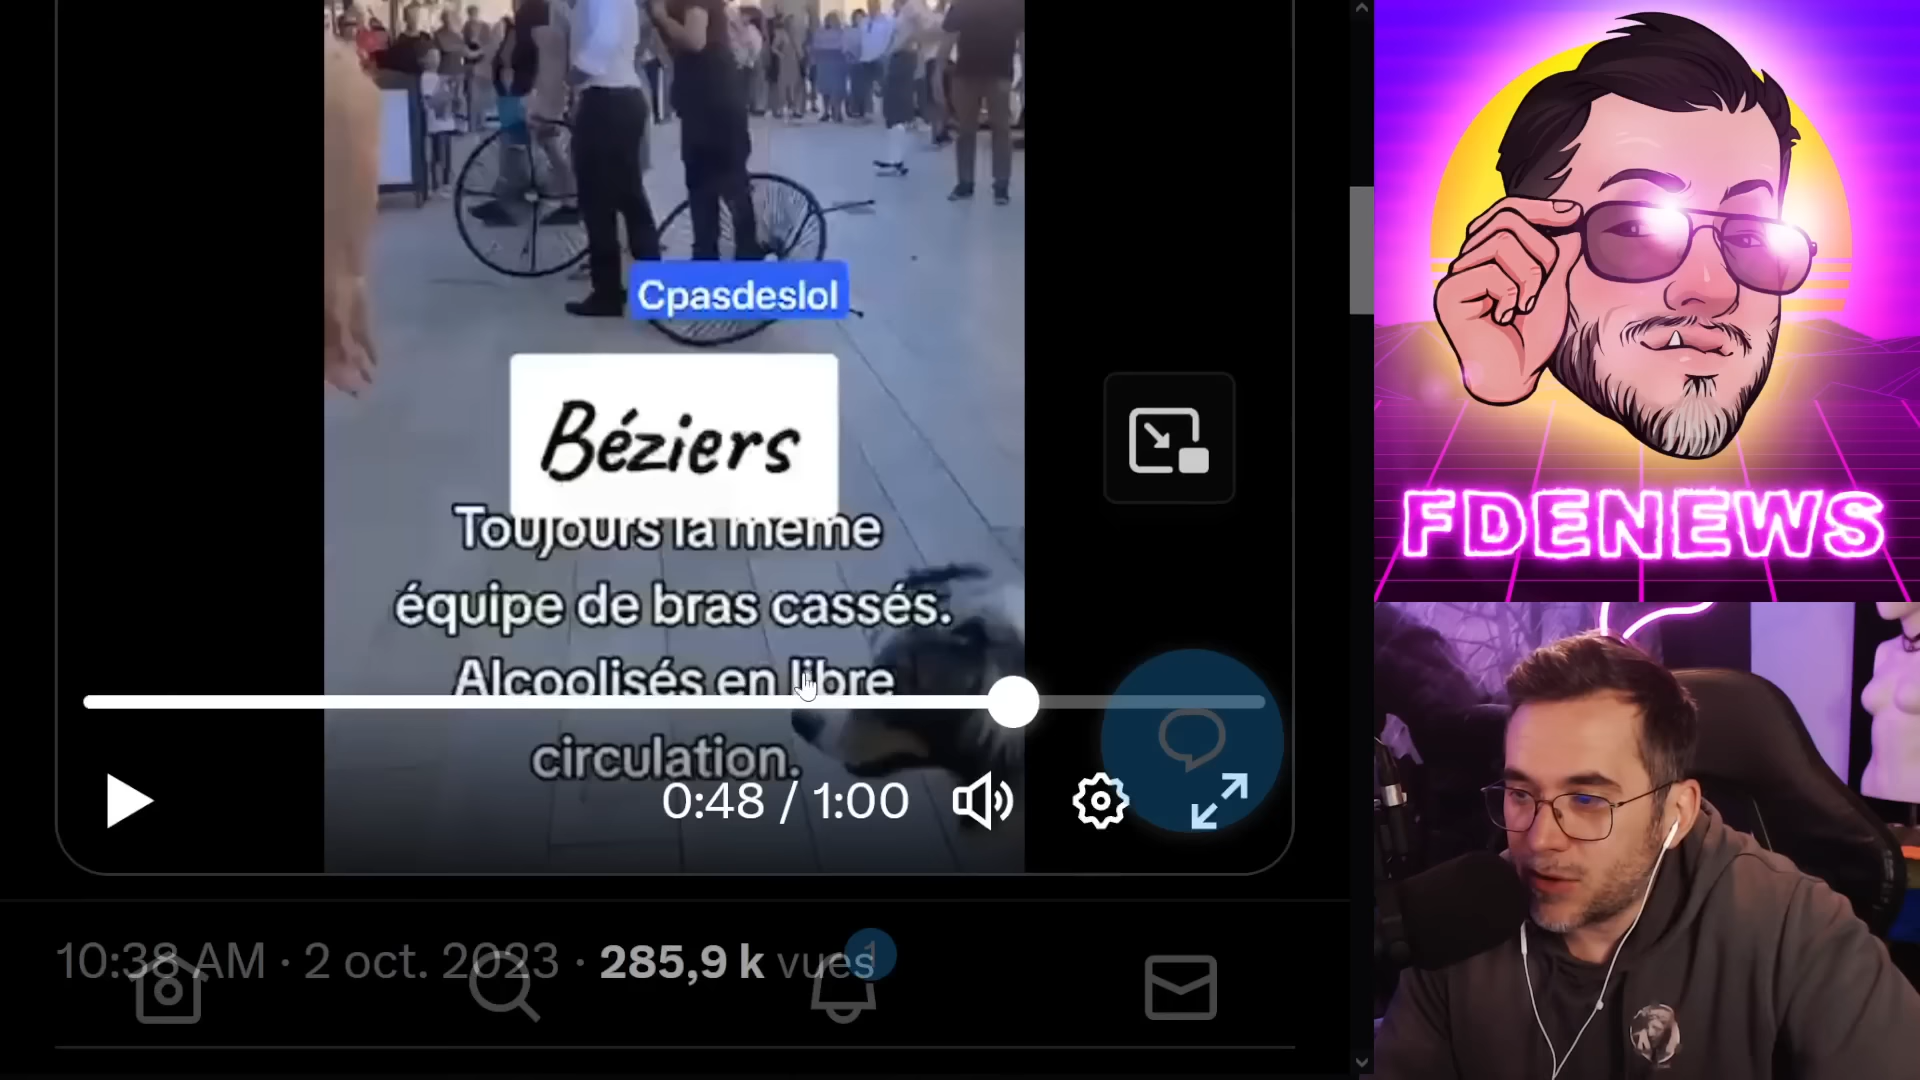 Cpasdeslol
Béziers
Toujours la même
équipe de bras cassés.
Alcoolisés en libre
circulation.
0:48 / 1:00
10:38 AM · 2 oct. 2023 · 285,9 k vues
1
FDENEWS